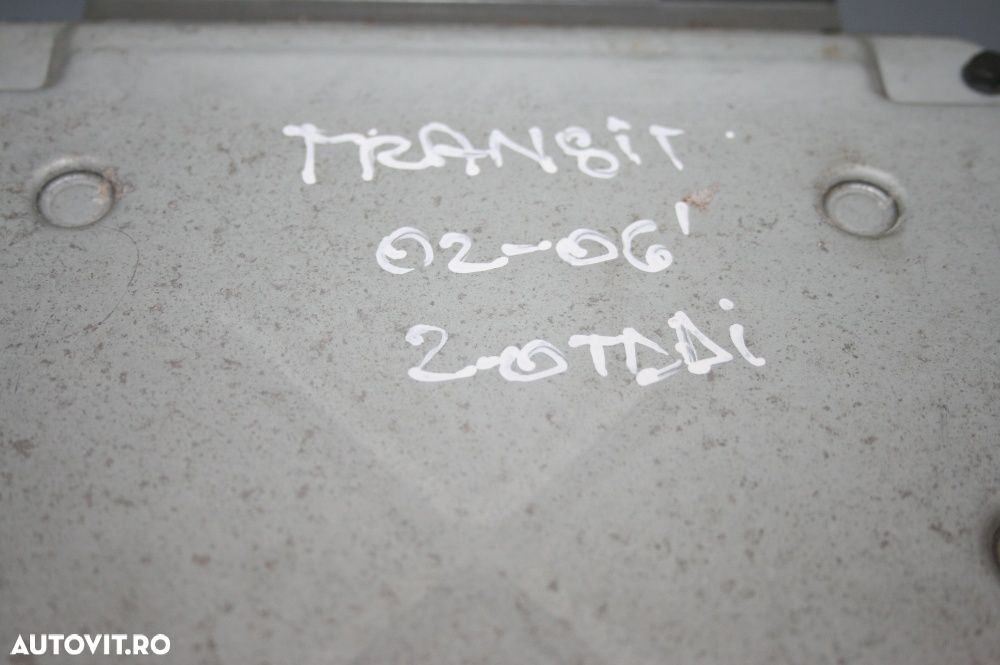 TRANSIT
02-06'
2-0TDDi
AUTOVIT.RO